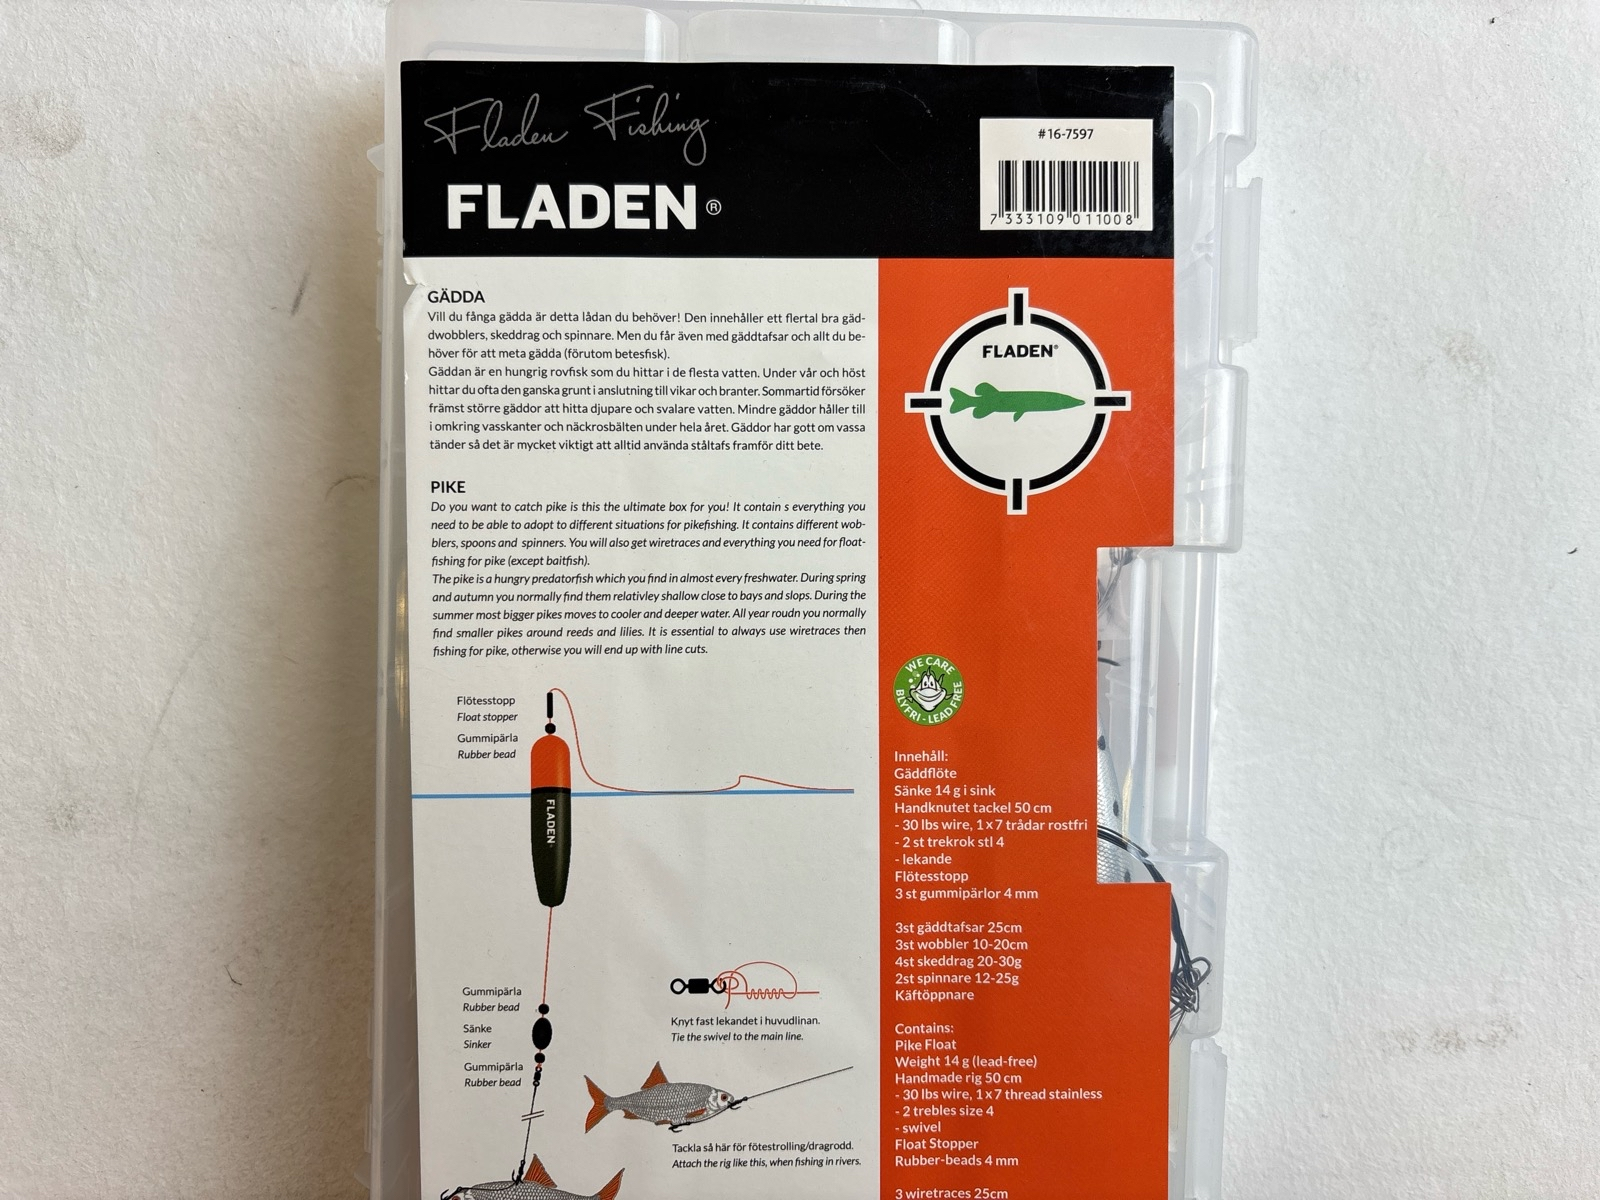 Fladen Fishing
FLADEN®
#16-7597
7 333109 011008
GÄDDA
Vill du fånga gädda är detta lådan du behöver! Den innehåller ett flertal bra gäd-
dwobblers, skeddrag och spinnare. Men du får även med gäddtafsar och allt du be-
höver för att meta gädda (förutom betesfisk).
Gäddan är en hungrig rovfisk som du hittar i de flesta vatten. Under vår och höst
hittar du ofta den ganska grunt i anslutning till vikar och branter. Sommartid försöker
främst större gäddor att hitta djupare och svalare vatten. Mindre gäddor håller till
i omkring vasskanter och näckrosbälten under hela året. Gäddor har gott om vassa
tänder så det är mycket viktigt att alltid använda ståltafs framför ditt bete.
PIKE
Do you want to catch pike is this the ultimate box for you! It contain s everything you
need to be able to adopt to different situations for pikefishing. It contains different wob-
blers, spoons and spinners. You will also get wiretraces and everything you need for float-
fishing for pike (except baitfish).
The pike is a hungry predatorfish which you find in almost every freshwater. During spring
and autumn you normally find them relativley shallow close to bays and slops. During the
summer most bigger pikes moves to cooler and deeper water. All year roudn you normally
find smaller pikes around reeds and lilies. It is essential to always use wiretraces then
fishing for pike, otherwise you will end up with line cuts.
Flötesstopp
Float stopper
Gummipärla
Rubber bead
FLADEN
Gummipärla
Rubber bead
Sänke
Sinker
Gummipärla
Rubber bead
Knyt fast lekandet i huvudlinan.
Tie the swivel to the main line.
Tackla så här för fötestrolling/dragrodd.
Attach the rig like this, when fishing in rivers.
FLADEN®
WE CARE
BLYFRI - LEAD FREE
Innehåll:
Gäddflöte
Sänke 14 g i sink
Handknutet tackel 50 cm
- 30 lbs wire, 1x7 trådar rostfri
- 2 st trekrok stl 4
- lekande
Flötesstopp
3 st gummipärlor 4 mm
3st gäddtafsar 25cm
3st wobbler 10-20cm
4st skeddrag 20-30g
2st spinnare 12-25g
Käftöppnare
Contains:
Pike Float
Weight 14 g (lead-free)
Handmade rig 50 cm
- 30 lbs wire, 1x7 thread stainless
- 2 trebles size 4
- swivel
Float Stopper
Rubber-beads 4 mm
3 wiretraces 25cm